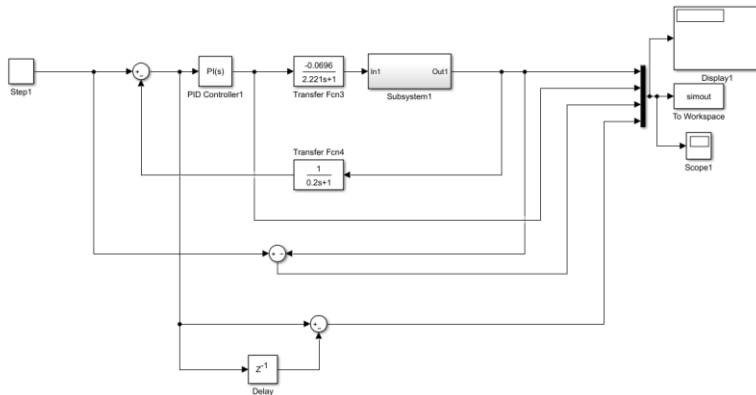 Step1
+
-
PI(s)
PID Controller1
-0.0696
2.221s+1
Transfer Fcn3
In1
Out1
Subsystem1
Display1
simout
To Workspace
Scope1
Transfer Fcn4
1
0.2s+1
+
-
+
-
Z-1
Delay